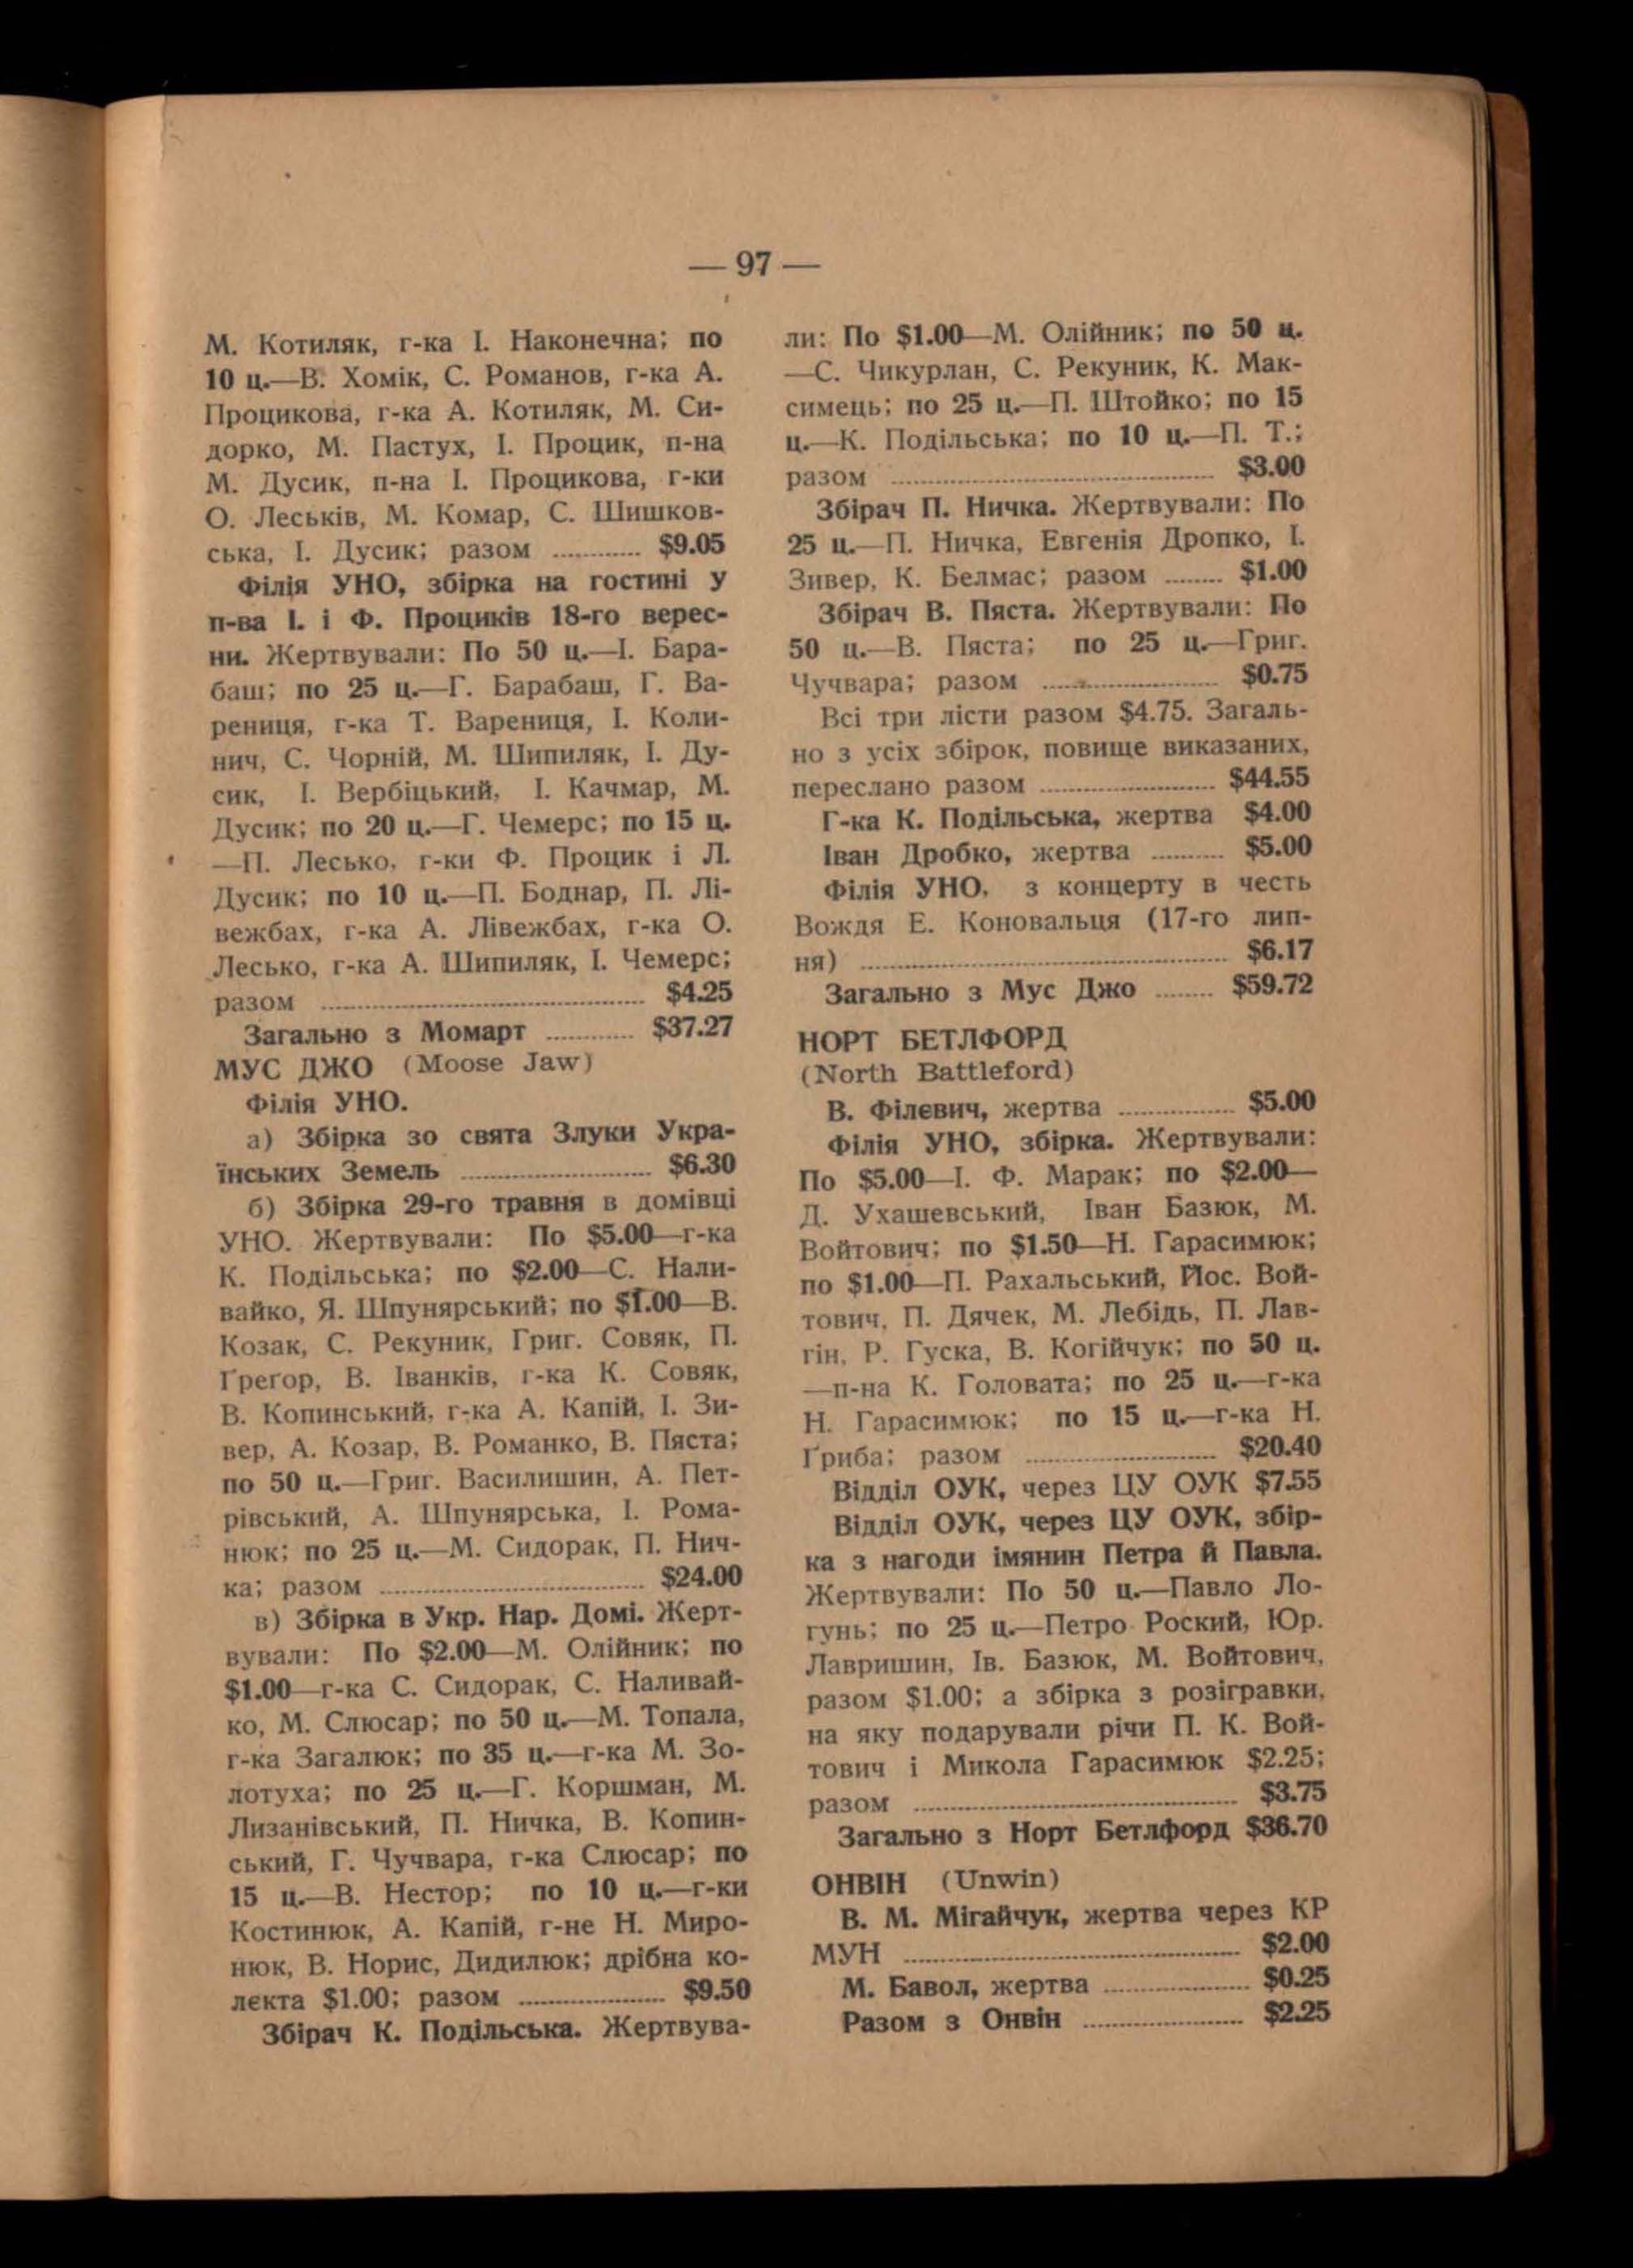 — 97 —
М. Котиляк, г-ка І. Наконечна; по
10 ц.—В. Хомік, С. Романов, г-ка А.
Процикова, г-ка А. Котиляк, М. Си-
дорко, М. Пастух, І. Процик, п-на
М. Дусик, п-на І. Процикова, г-ки
О. Леськів, М. Комар, С. Шишков-
ська, І. Дусик; разом ............ $9.05
Філія УНО, збірка на гостині у
п-ва І. і Ф. Проциків 18-го верес-
ни. Жертвували: По 50 ц.—І. Бара-
баш; по 25 ц.—Г. Барабаш, Г. Ва-
рениця, г-ка Т. Варениця, І. Коли-
нич, С. Чорній, М. Шипиляк, І. Ду-
сик, І. Вербіцький, І. Качмар, М.
Дусик; по 20 ц.—Г. Чемерс; по 15 ц.
—П. Лесько, г-ки Ф. Процик і Л.
Дусик; по 10 ц.—П. Боднар, П. Лі-
вежбах, г-ка А. Лівежбах, г-ка О.
Лесько, г-ка А. Шипиляк, І. Чемерс;
разом ............ $4.25
Загально з Момарт ............ $37.27
МУС ДЖО (Moose Jaw)
Філія УНО.
а) Збірка зо свята Злуки Укра-
їнських Земель ............ $6.30
б) Збірка 29-го травня в домівці
УНО. Жертвували: По $5.00—г-ка
К. Подільська; по $2.00—С. Нали-
вайко, Я. Шпунярський; по $1.00—В.
Козак, С. Рекуник, Григ. Совяк, П.
Ґреґор, В. Іванків, г-ка К. Совяк,
В. Копинський, г-ка А. Капій, І. Зи-
вер, А. Козар, В. Романко, В. Пяста;
по 50 ц.—Григ. Василишин, А. Пет-
рівський, А. Шпунярська, І. Рома-
нюк; по 25 ц.—М. Сидорак, П. Нич-
ка; разом ............ $24.00
в) Збірка в Укр. Нар. Домі. Жерт-
вували: По $2.00—М. Олійник; по
$1.00—г-ка С. Сидорак, С. Наливай-
ко, М. Слюсар; по 50 ц.—М. Топала,
г-ка Загалюк; по 35 ц.—г-ка М. Зо-
лотуха; по 25 ц.—Г. Коршман, М.
Лизанівський, П. Ничка, В. Копин-
ський, Г. Чучвара, г-ка Слюсар; по
15 ц.—В. Нестор; по 10 ц.—г-ки
Костинюк, А. Капій, г-не Н. Миро-
нюк, В. Норис, Дидилюк; дрібна ко-
лекта $1.00; разом ............ $9.50
Збірач К. Подільська. Жертвува-
ли: По $1.00—М. Олійник; по 50 ц.
—С. Чикурлан, С. Рекуник, К. Мак-
симець; по 25 ц.—П. Штойко; по 15
ц.—К. Подільська; по 10 ц.—П. Т.;
разом ............ $3.00
Збірач П. Ничка. Жертвували: По
25 ц.—П. Ничка, Евгенія Дропко, І.
Зивер, К. Белмас; разом ........ $1.00
Збірач В. Пяста. Жертвували: По
50 ц.—В. Пяста; по 25 ц.—Григ.
Чучвара; разом ............ $0.75
Всі три лісти разом $4.75. Загаль-
но з усіх збірок, повище виказаних,
переслано разом ............ $44.55
Г-ка К. Подільська, жертва $4.00
Іван Дробко, жертва .......... $5.00
Філія УНО, з концерту в честь
Вождя Е. Коновальця (17-го лип-
ня) ............ $6.17
Загально з Мус Джо ........ $59.72
НОРТ БЕТЛФОРД
(North Battleford)
В. Філевич, жертва ............ $5.00
Філія УНО, збірка. Жертвували:
По $5.00—І. Ф. Марак; по $2.00—
Д. Ухашевський, Іван Базюк, М.
Войтович; по $1.50—Н. Гарасимюк;
по $1.00—П. Рахальський, Йос. Вой-
тович, П. Дячек, М. Лебідь, П. Лав-
гін, Р. Гуска, В. Когійчук; по 50 ц.
—п-на К. Головата; по 25 ц.—г-ка
Н. Гарасимюк; по 15 ц.—г-ка Н.
Гриба; разом ............ $20.40
Відділ ОУК, через ЦУ ОУК $7.55
Відділ ОУК, через ЦУ ОУК, збір-
ка з нагоди імянин Петра й Павла.
Жертвували: По 50 ц.—Павло Ло-
гунь; по 25 ц.—Петро Роский, Юр.
Лавришин, Ів. Базюк, М. Войтович,
разом $1.00; а збірка з розігравки,
на яку подарували річи П. К. Вой-
тович і Микола Гарасимюк $2.25;
разом ............ $3.75
Загально з Норт Бетлфорд $36.70
ОНВІН (Unwin)
В. М. Мігайчук, жертва через КР
МУН ............ $2.00
М. Бавол, жертва ............ $0.25
Разом з Онвін ............ $2.25